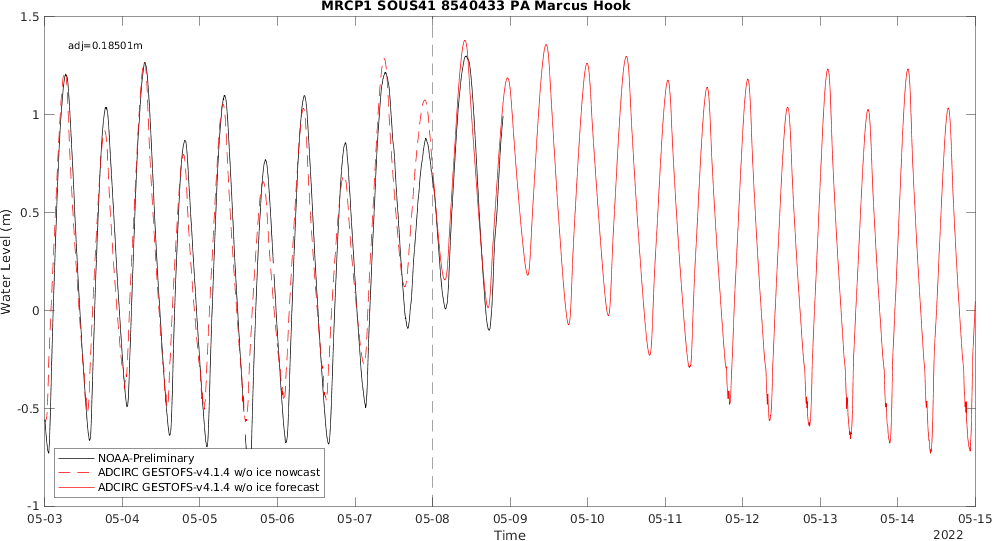 MRCP1 SOUS41 8540433 PA Marcus Hook
1.5
adj=0.18501m
1
0.5
0
-0.5
-1
Water Level (m)
NOAA-Preliminary
ADCIRC GESTOFS-v4.1.4 w/o ice nowcast
ADCIRC GESTOFS-v4.1.4 w/o ice forecast
05-03 05-04 05-05 05-06 05-07 05-08 05-09 05-10 05-11 05-12 05-13 05-14 05-15
Time
2022